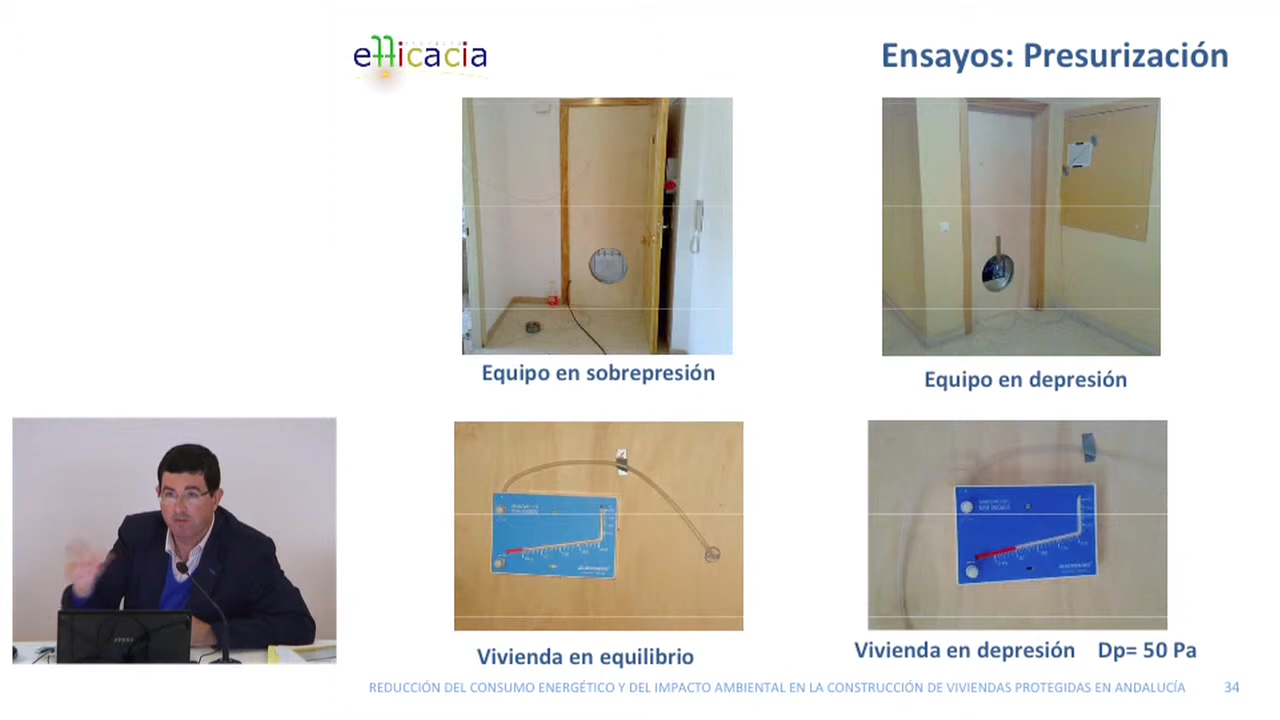 efficacia
Ensayos: Presurización
Equipo en sobrepresión
Equipo en depresión
Vivienda en equilibrio
Vivienda en depresión Dp= 50 Pa
REDUCCIÓN DEL CONSUMO ENERGÉTICO Y DEL IMPACTO AMBIENTAL EN LA CONSTRUCCIÓN DE VIVIENDAS PROTEGIDAS EN ANDALUCÍA 34
msi